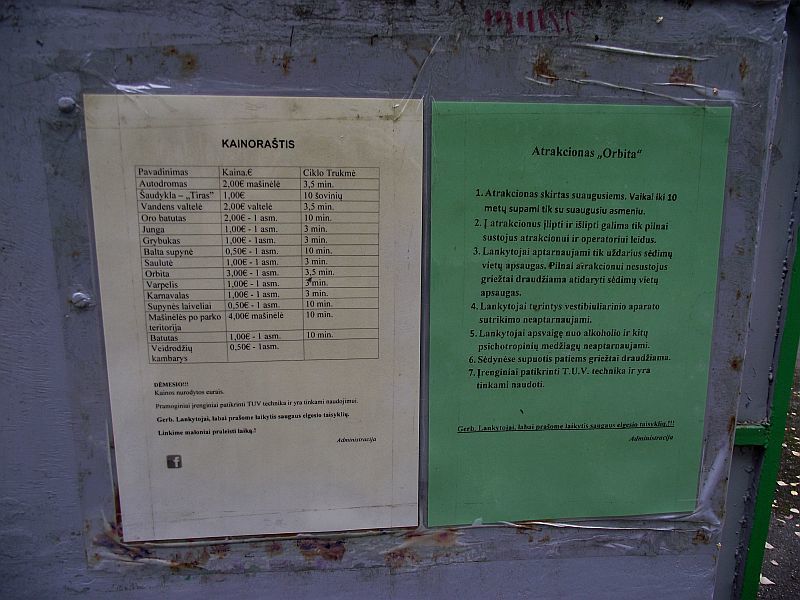 KAINORAŠTIS
Pavadinimas Kaina.€ Ciklo Trukmė
Autodromas 2,00€ mašinėlė 3,5 min.
Šaudykla – „Tiras" 1,00€ 10 šovinių
Vandens valtelė 2,00€ valtelė 3,5 min.
Oro batutas 2,00€ - 1 asm. 10 min.
Junga 1,00€ - 1 asm. 3 min.
Grybukas 1,00€ - 1asm. 3 min.
Balta supynė 0,50€ - 1 asm. 10 min.
Saulutė 1,00€ - 1 asm. 3 min.
Orbita 3,00€ - 1 asm. 3,5 min.
Varpelis 1,00€ - 1 asm. 3 min.
Karnavalas 1,00€ - 1 asm. 3 min.
Supynės laiveliai 0,50€ - 1 asm. 10 min.
Mašinėlės po parko 4,00€ mašinėlė 10 min.
teritorija
Batutas 1,00€ - 1 asm. 10 min.
Veidrodžių 0,50€ - 1asm.
kambarys
DĖMESIO!!!
Kainos nurodytos eurais.
Pramoginiai įrenginiai patikrinti TUV technika ir yra tinkami naudojimui.
Gerb. Lankytojai, labai prašome laikytis saugaus elgesio taisyklių.
Linkime maloniai praleisti laiką.!
Administracija
f
Atrakcionas „Orbita"
1. Atrakcionas skirtas suaugusiems. Vaikai iki 10
metų supami tik su suaugusiu asmeniu.
2. Į atrakcionus įlipti ir išlipti galima tik pilnai
sustojus atrakcionui ir operatoriui leidus.
3. Lankytojai aptarnaujami tik uždarius sėdimų
vietų apsaugas. Pilnai atrakcionui nesustojus
griežtai draudžiama atidaryti sėdimų vietų
apsaugas.
4. Lankytojai turintys vestibiuliarinio aparato
sutrikimo neaptarnaujami.
5. Lankytojai apsvaigę nuo alkoholio ir kitų
psichotropinių medžiagų neaptarnaujami.
6. Sėdynėse supuotis patiems griežtai draudžiama.
7. Įrenginiai patikrinti T.U.V. technika ir yra
tinkami naudoti.
Gerb. Lankytojai, labai prašome laikytis saugaus elgesio taisyklių.!!!
Administracija